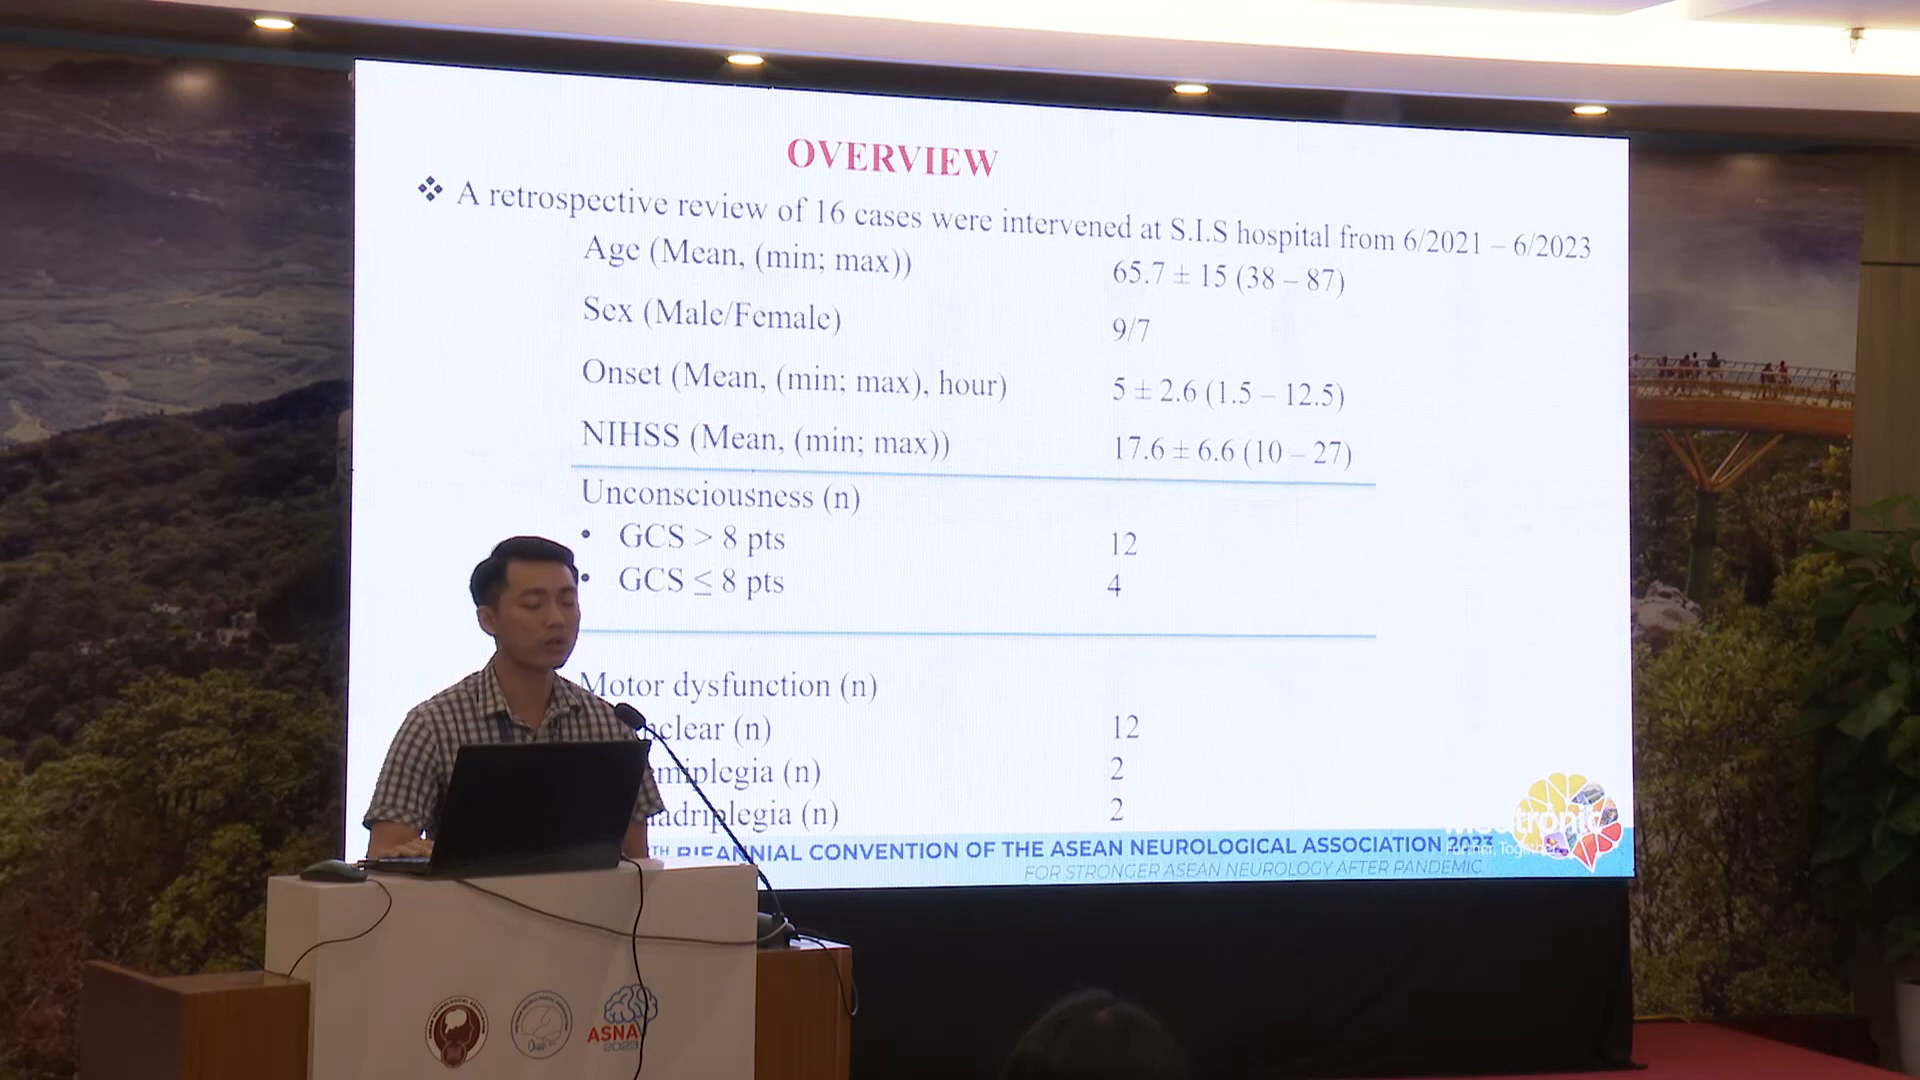 OVERVIEW
A retrospective review of 16 cases were intervened at S.I.S hospital from 6/2021 – 6/2023
Age (Mean, (min; max)) 65.7 ± 15 (38 – 87)
Sex (Male/Female) 9/7
Onset (Mean, (min; max), hour) 5 ± 2.6 (1.5 – 12.5)
NIHSS (Mean, (min; max)) 17.6 ± 6.6 (10 – 27)
Unconsciousness (n)
• GCS > 8 pts 12
• GCS ≤ 8 pts 4
Motor dysfunction (n)
clear (n) 12
miplegia (n) 2
adriplegia (n) 2
TH BIEANNIAL CONVENTION OF THE ASEAN NEUROLOGICAL ASSOCIATION 2023
FOR STRONGER ASEAN NEUROLOGY AFTER PANDEMIC
ASNA
2023